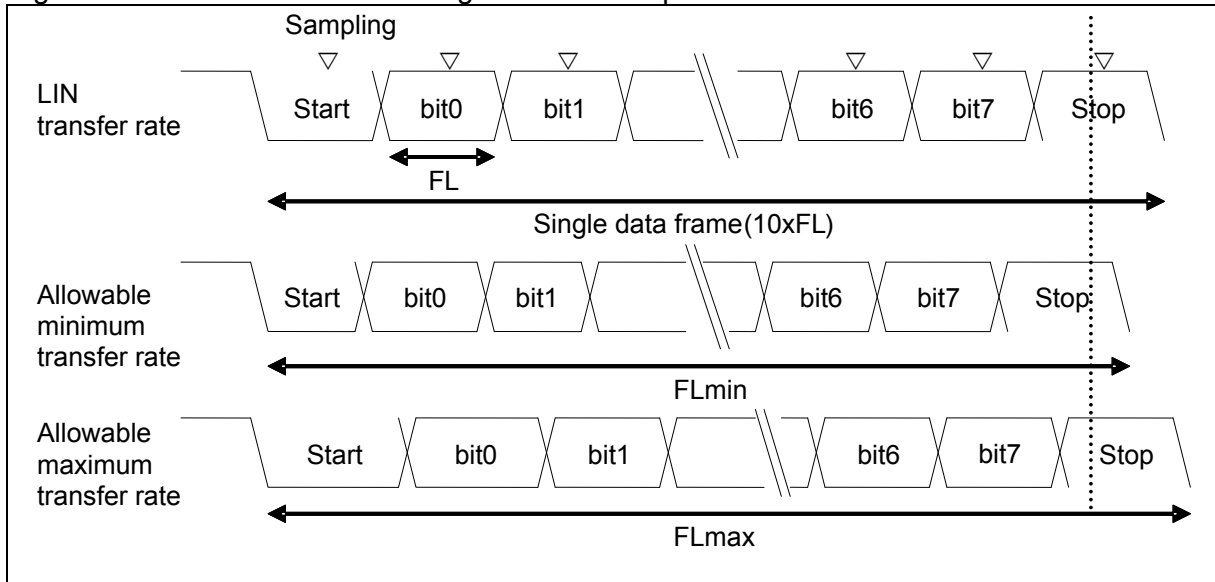 Sampling
LIN
transfer rate
Start bit0 bit1 bit6 bit7 Stop
FL
Single data frame(10xFL)
Allowable
minimum
transfer rate
Start bit0 bit1 bit6 bit7 Stop
FLmin
Allowable
maximum
transfer rate
Start bit0 bit1 bit6 bit7 Stop
FLmax